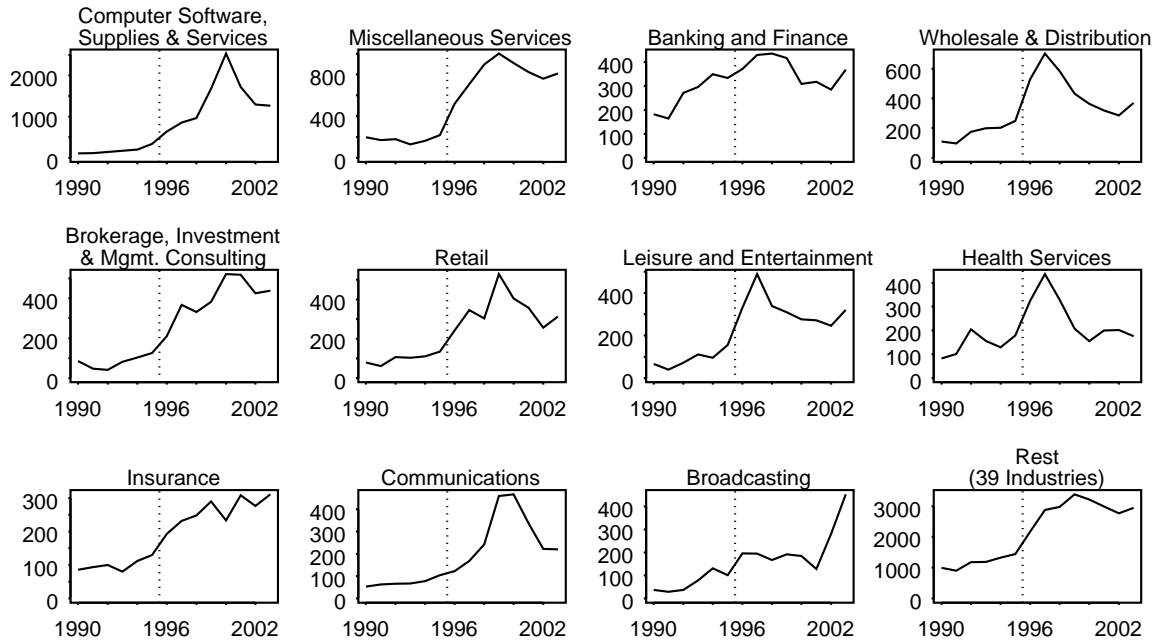 Computer Software,
Supplies & Services
Miscellaneous Services
Banking and Finance
Wholesale & Distribution
2000
1000
0
1990 1996 2002
800
400
0
1990 1996 2002
400
300
200
100
0
1990 1996 2002
600
400
200
0
1990 1996 2002
Brokerage, Investment
& Mgmt. Consulting
Retail
Leisure and Entertainment
Health Services
400
200
0
1990 1996 2002
400
200
0
1990 1996 2002
400
300
200
100
0
1990 1996 2002
400
300
200
100
0
1990 1996 2002
Insurance
Communications
Broadcasting
Rest
(39 Industries)
300
200
100
0
1990 1996 2002
400
300
200
100
0
1990 1996 2002
400
300
200
100
0
1990 1996 2002
3000
2000
1000
0
1990 1996 2002